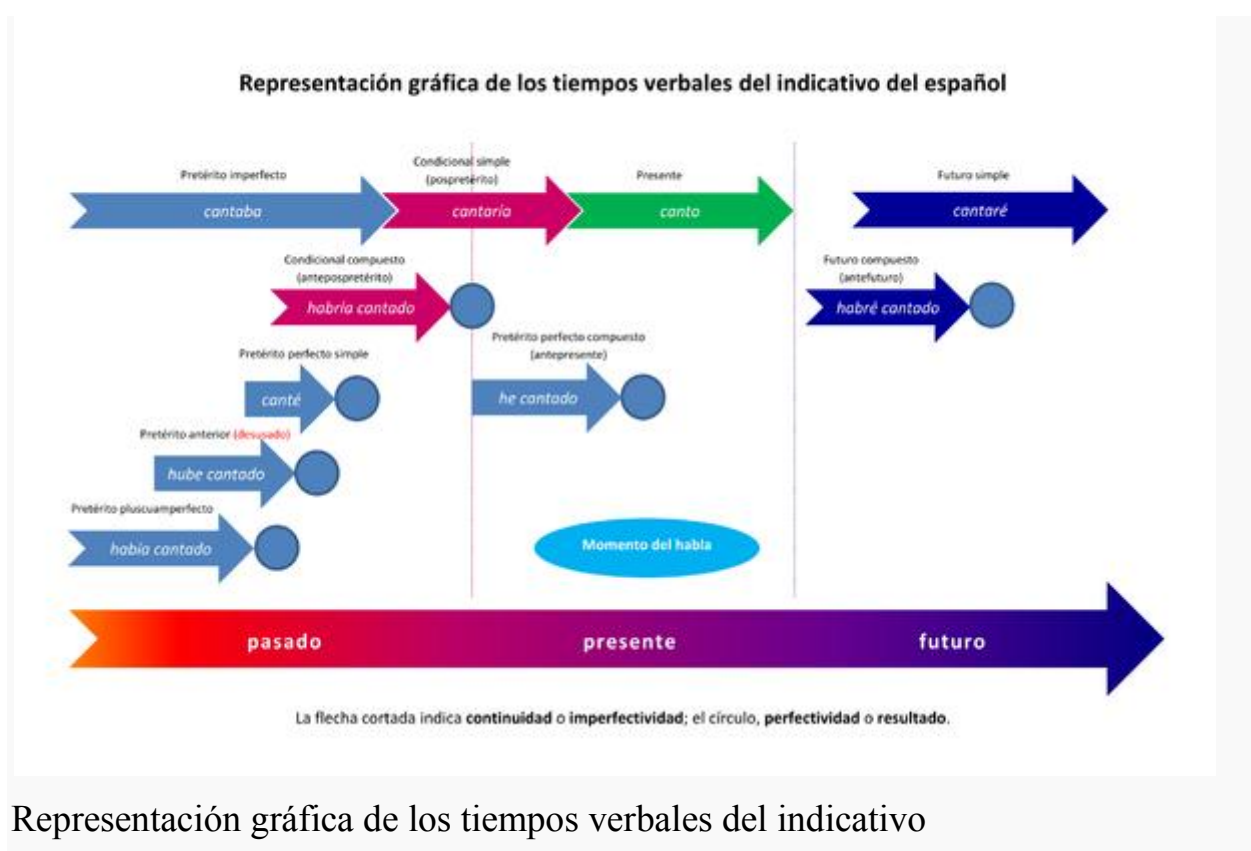 Representación gráfica de los tiempos verbales del indicativo del español
Pretérito imperfecto
cantaba
Condicional simple
(pospretérito)
cantaría
Presente
canto
Futuro simple
cantaré
Condicional compuesto
(antepospretérito)
habría cantado
Futuro compuesto
(antefuturo)
habré cantado
Pretérito perfecto simple
canté
Pretérito perfecto compuesto
(antepresente)
he cantado
Pretérito anterior (desusado)
hube cantado
Pretérito pluscuamperfecto
había cantado
Momento del habla
pasado
presente
futuro
La flecha cortada indica continuidad o imperfectividad; el círculo, perfectividad o resultado.
Representación gráfica de los tiempos verbales del indicativo